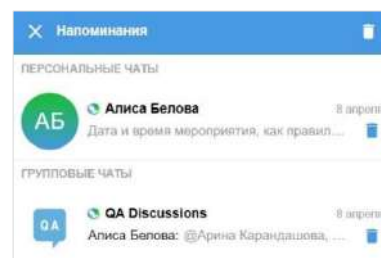 Напоминания
ПЕРСОНАЛЬНЫЕ ЧАТЫ
АБ
Алиса Белова
8 апреля
Дата и время мероприятия, как правил...
ГРУППОВЫЕ ЧАТЫ
QA
QA Discussions
8 апреля
Алиса Белова: @Арина Карандашова, ...